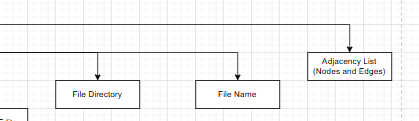 Adjacency List
(Nodes and Edges)
File Directory
File Name